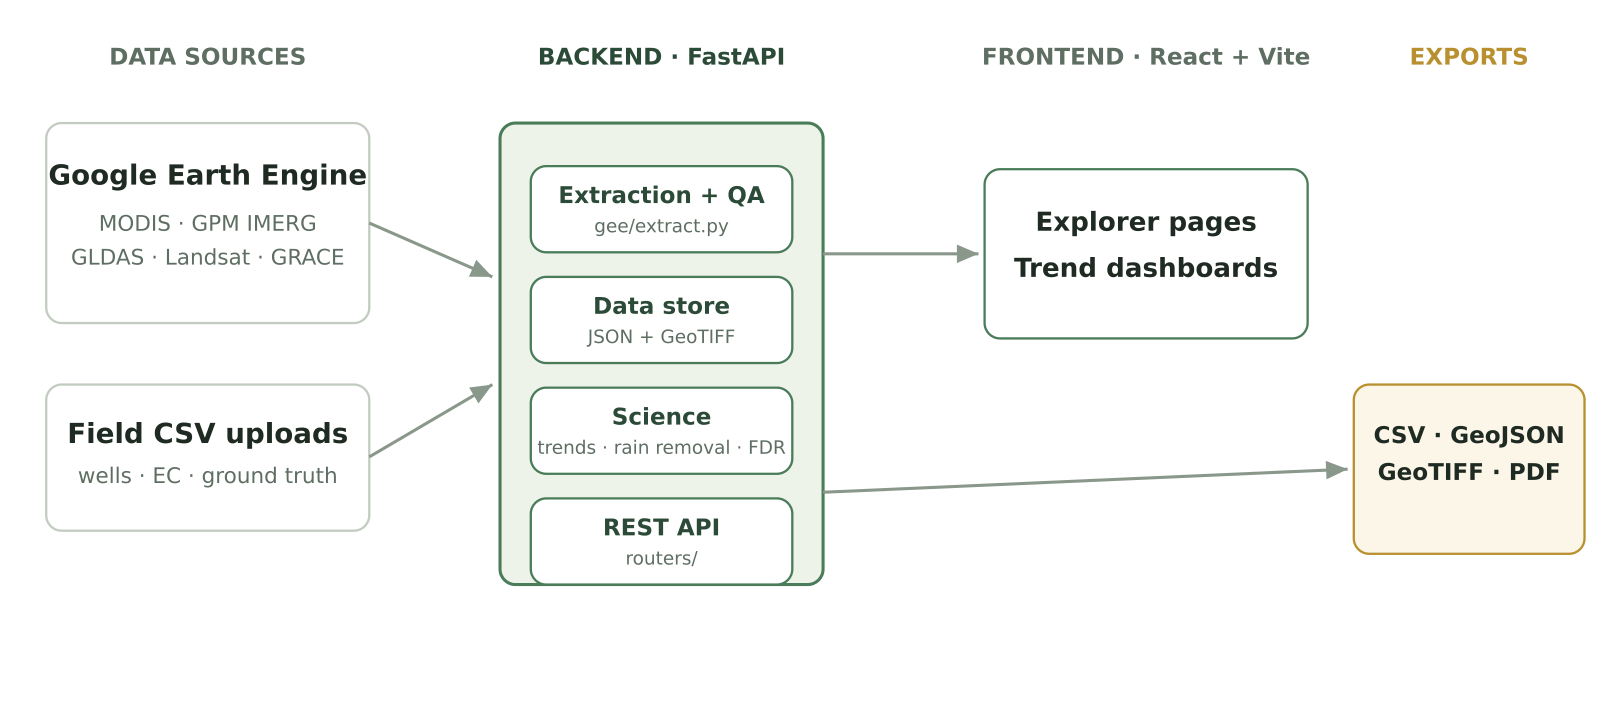 DATA SOURCES
Google Earth Engine
MODIS · GPM IMERG
GLDAS · Landsat · GRACE
Field CSV uploads
wells · EC · ground truth
BACKEND · FastAPI
Extraction + QA
gee/extract.py
Data store
JSON + GeoTIFF
Science
trends · rain removal · FDR
REST API
routers/
FRONTEND · React + Vite
Explorer pages
Trend dashboards
EXPORTS
CSV · GeoJSON
GeoTIFF · PDF